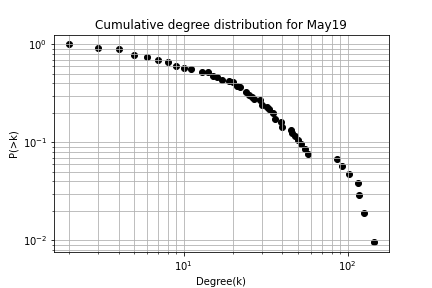 Cumulative degree distribution for May19
10⁰
10⁻¹
10⁻²
P(>k)
10¹
10²
Degree(k)